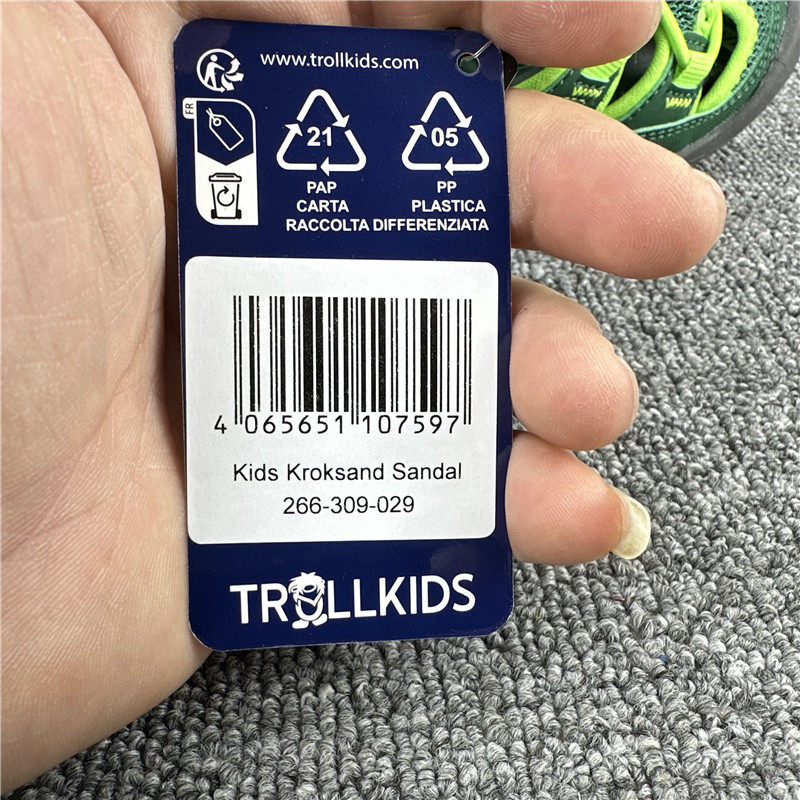 www.trollkids.com
FR
21
05
PAP
PP
CARTA
PLASTICA
RACCOLTA DIFFERENZIATA
4 065651 107597
Kids Kroksand Sandal
266-309-029
TROLLKIDS